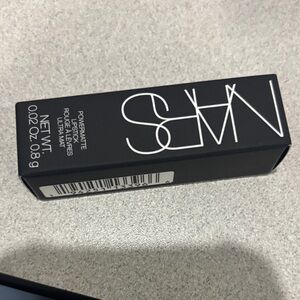 NARS
POWERMATTE
LIPSTICK
ROUGE À LÈVRES
ULTRA MAT
NET WT.
0.02 Oz. 0.8 g